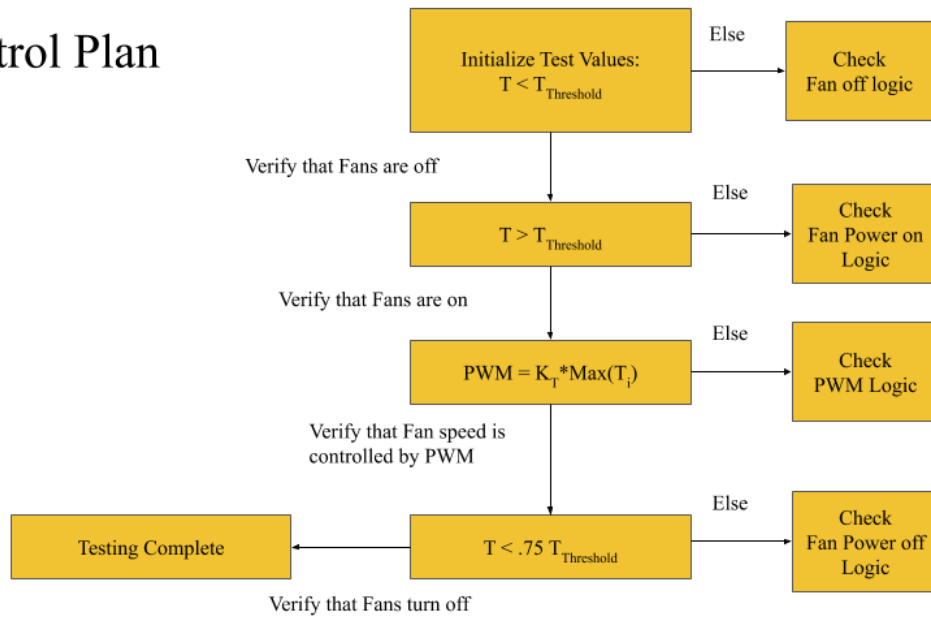 trol Plan
Initialize Test Values:
T < T_Threshold
Else
Check
Fan off logic
Verify that Fans are off
T > T_Threshold
Else
Check
Fan Power on
Logic
Verify that Fans are on
PWM = K_T*Max(T_i)
Else
Check
PWM Logic
Verify that Fan speed is
controlled by PWM
T < .75 T_Threshold
Else
Check
Fan Power off
Logic
Testing Complete
Verify that Fans turn off